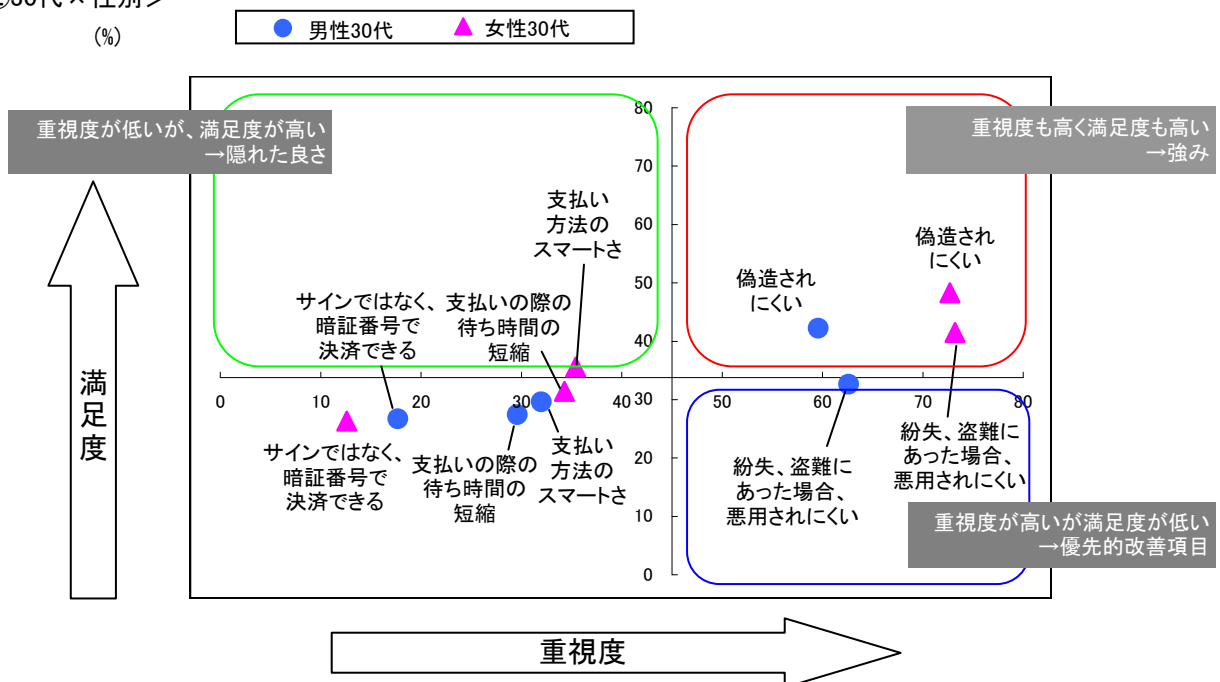 30代×性別＞
(%)
男性30代
女性30代
重視度が低いが、満足度が高い
→隠れた良さ
重視度も高く満足度も高い
→強み
80
70
60
50
40
30
20
10
0
支払い
方法の
スマートさ
偽造され
にくい
偽造され
にくい
サインではなく、
暗証番号で
決済できる
支払いの際の
待ち時間の
短縮
0
10
20
30
40
50
60
70
80
満足度
サインではなく、
暗証番号で
決済できる
支払いの際の
待ち時間の
短縮
支払い
方法の
スマートさ
紛失、盗難に
あった場合、
悪用されにくい
紛失、盗難に
あった場合、
悪用されにくい
重視度が高いが満足度が低い
→優先的改善項目
重視度